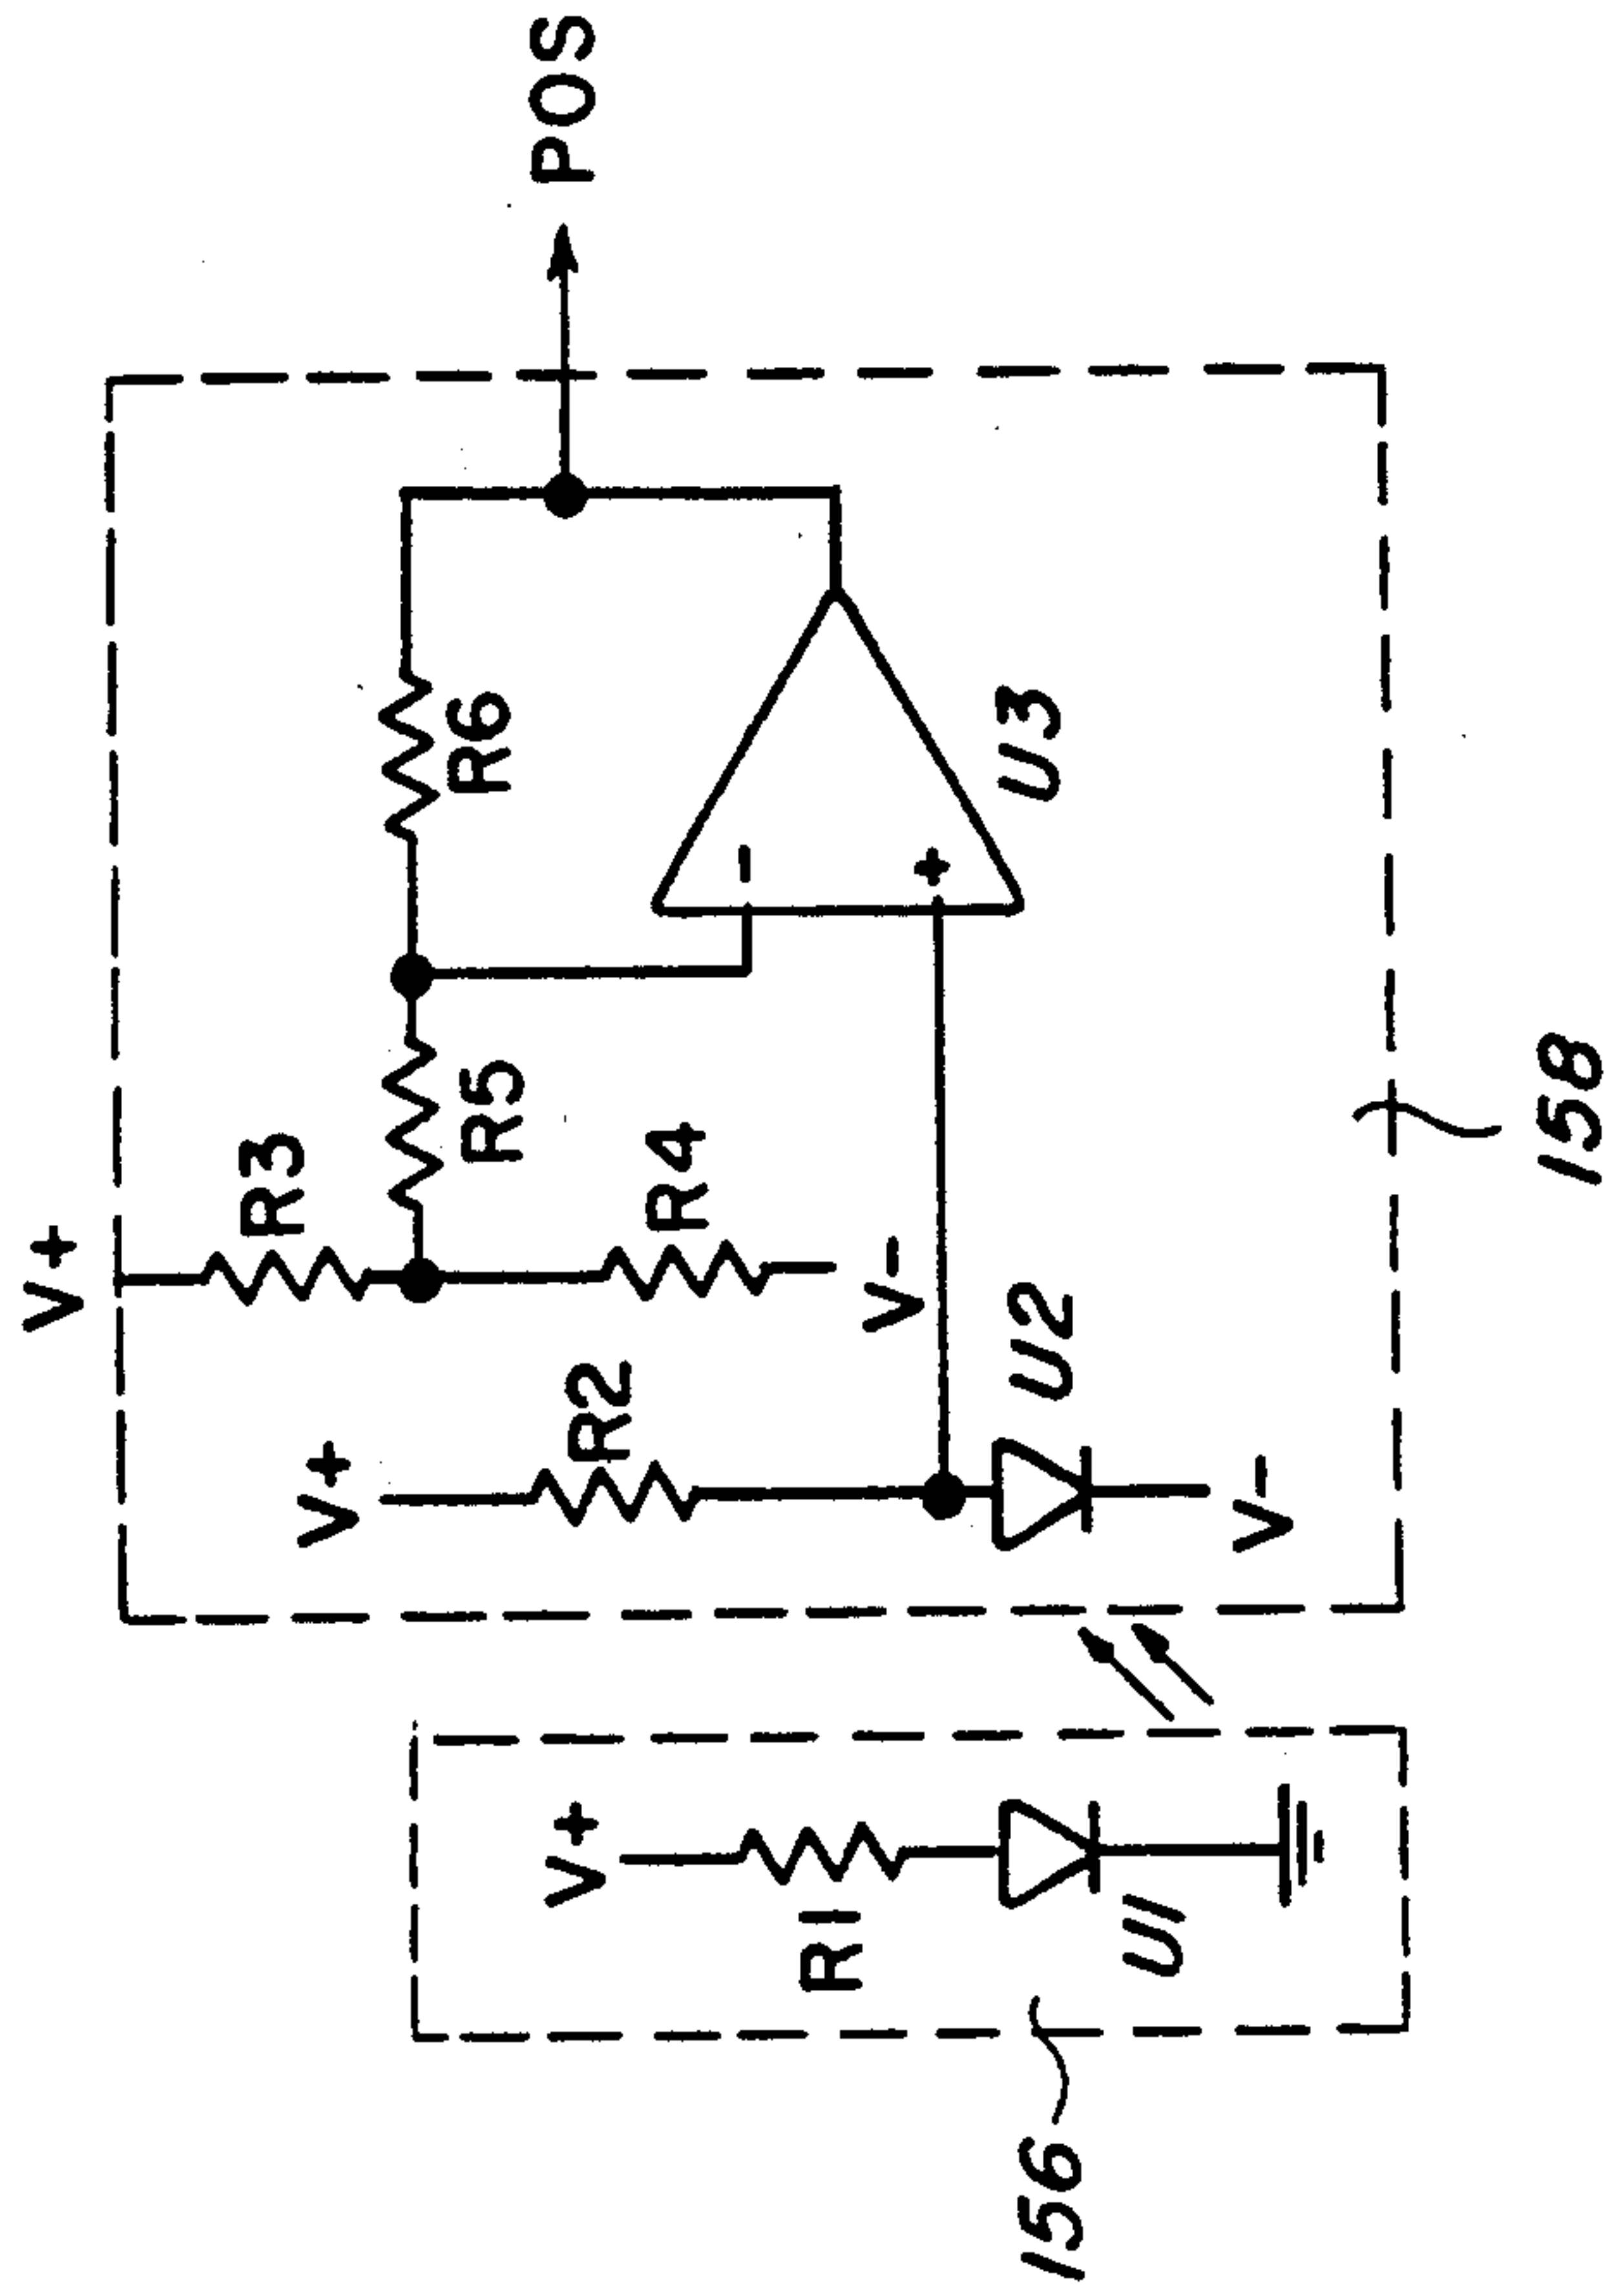 V+
R3
V+
R2
R5
R6
POS
R4
V-
V+
R1
U1
U2
V-
U3
156
158
-
+